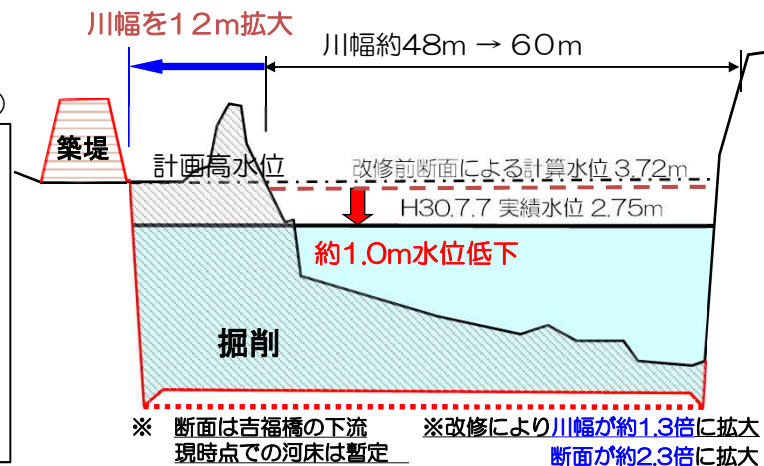 川幅を12m拡大
川幅約48m → 60m
築堤
計画高水位
改修前断面による計算水位 3.72m
H30.7.7 実績水位 2.75m
約1.0m水位低下
掘削
※ 断面は吉福橋の下流
現時点での河床は暫定
※改修により川幅が約1.3倍に拡大
断面が約2.3倍に拡大